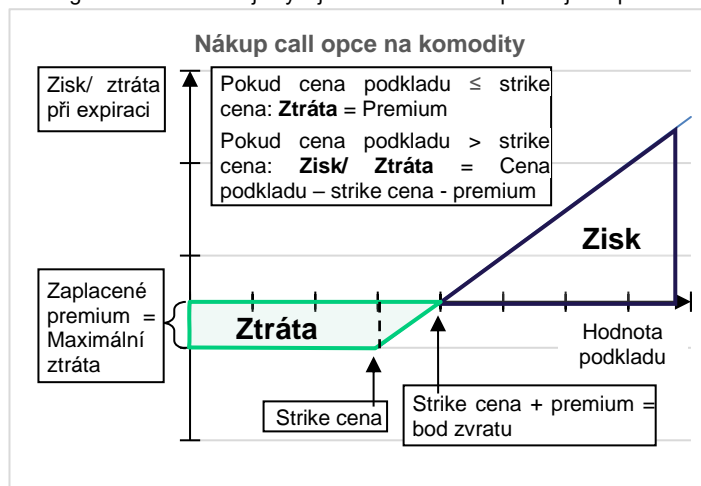 Nákup call opce na komodity
Zisk/ ztráta
při expiraci
Pokud cena podkladu ≤ strike
cena: Ztráta = Premium
Pokud cena podkladu > strike
cena: Zisk/ Ztráta = Cena
podkladu – strike cena - premium
Zisk
Zaplacené
premium =
Maximální
ztráta
Ztráta
Hodnota
podkladu
Strike cena
Strike cena + premium =
bod zvratu